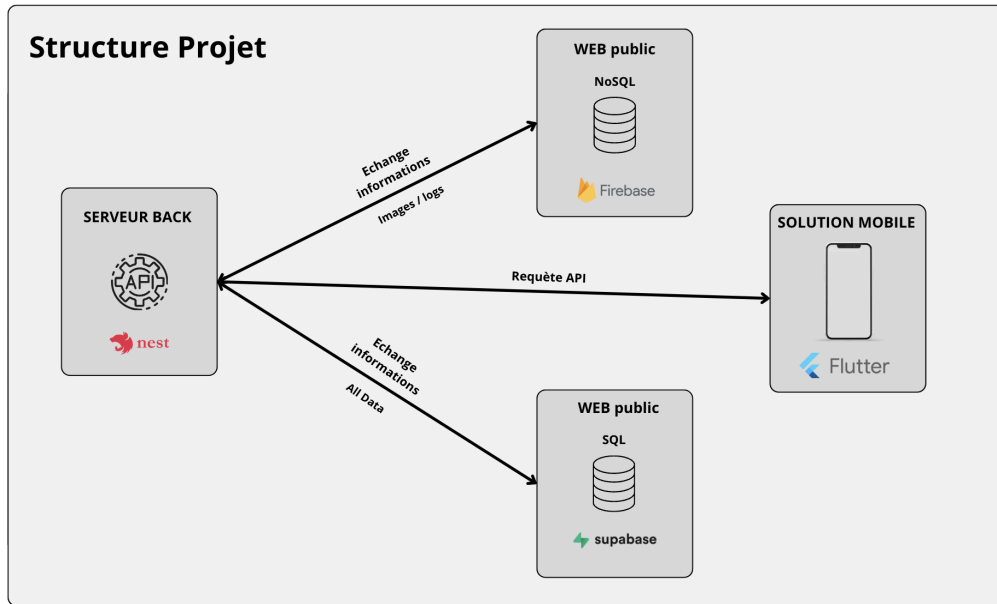 Structure Projet
WEB public
NoSQL
Firebase
Echange
informations
Images / logs
SERVEUR BACK
API
nest
SOLUTION MOBILE
Flutter
Requète API
Echange
informations
All Data
WEB public
SQL
supabase